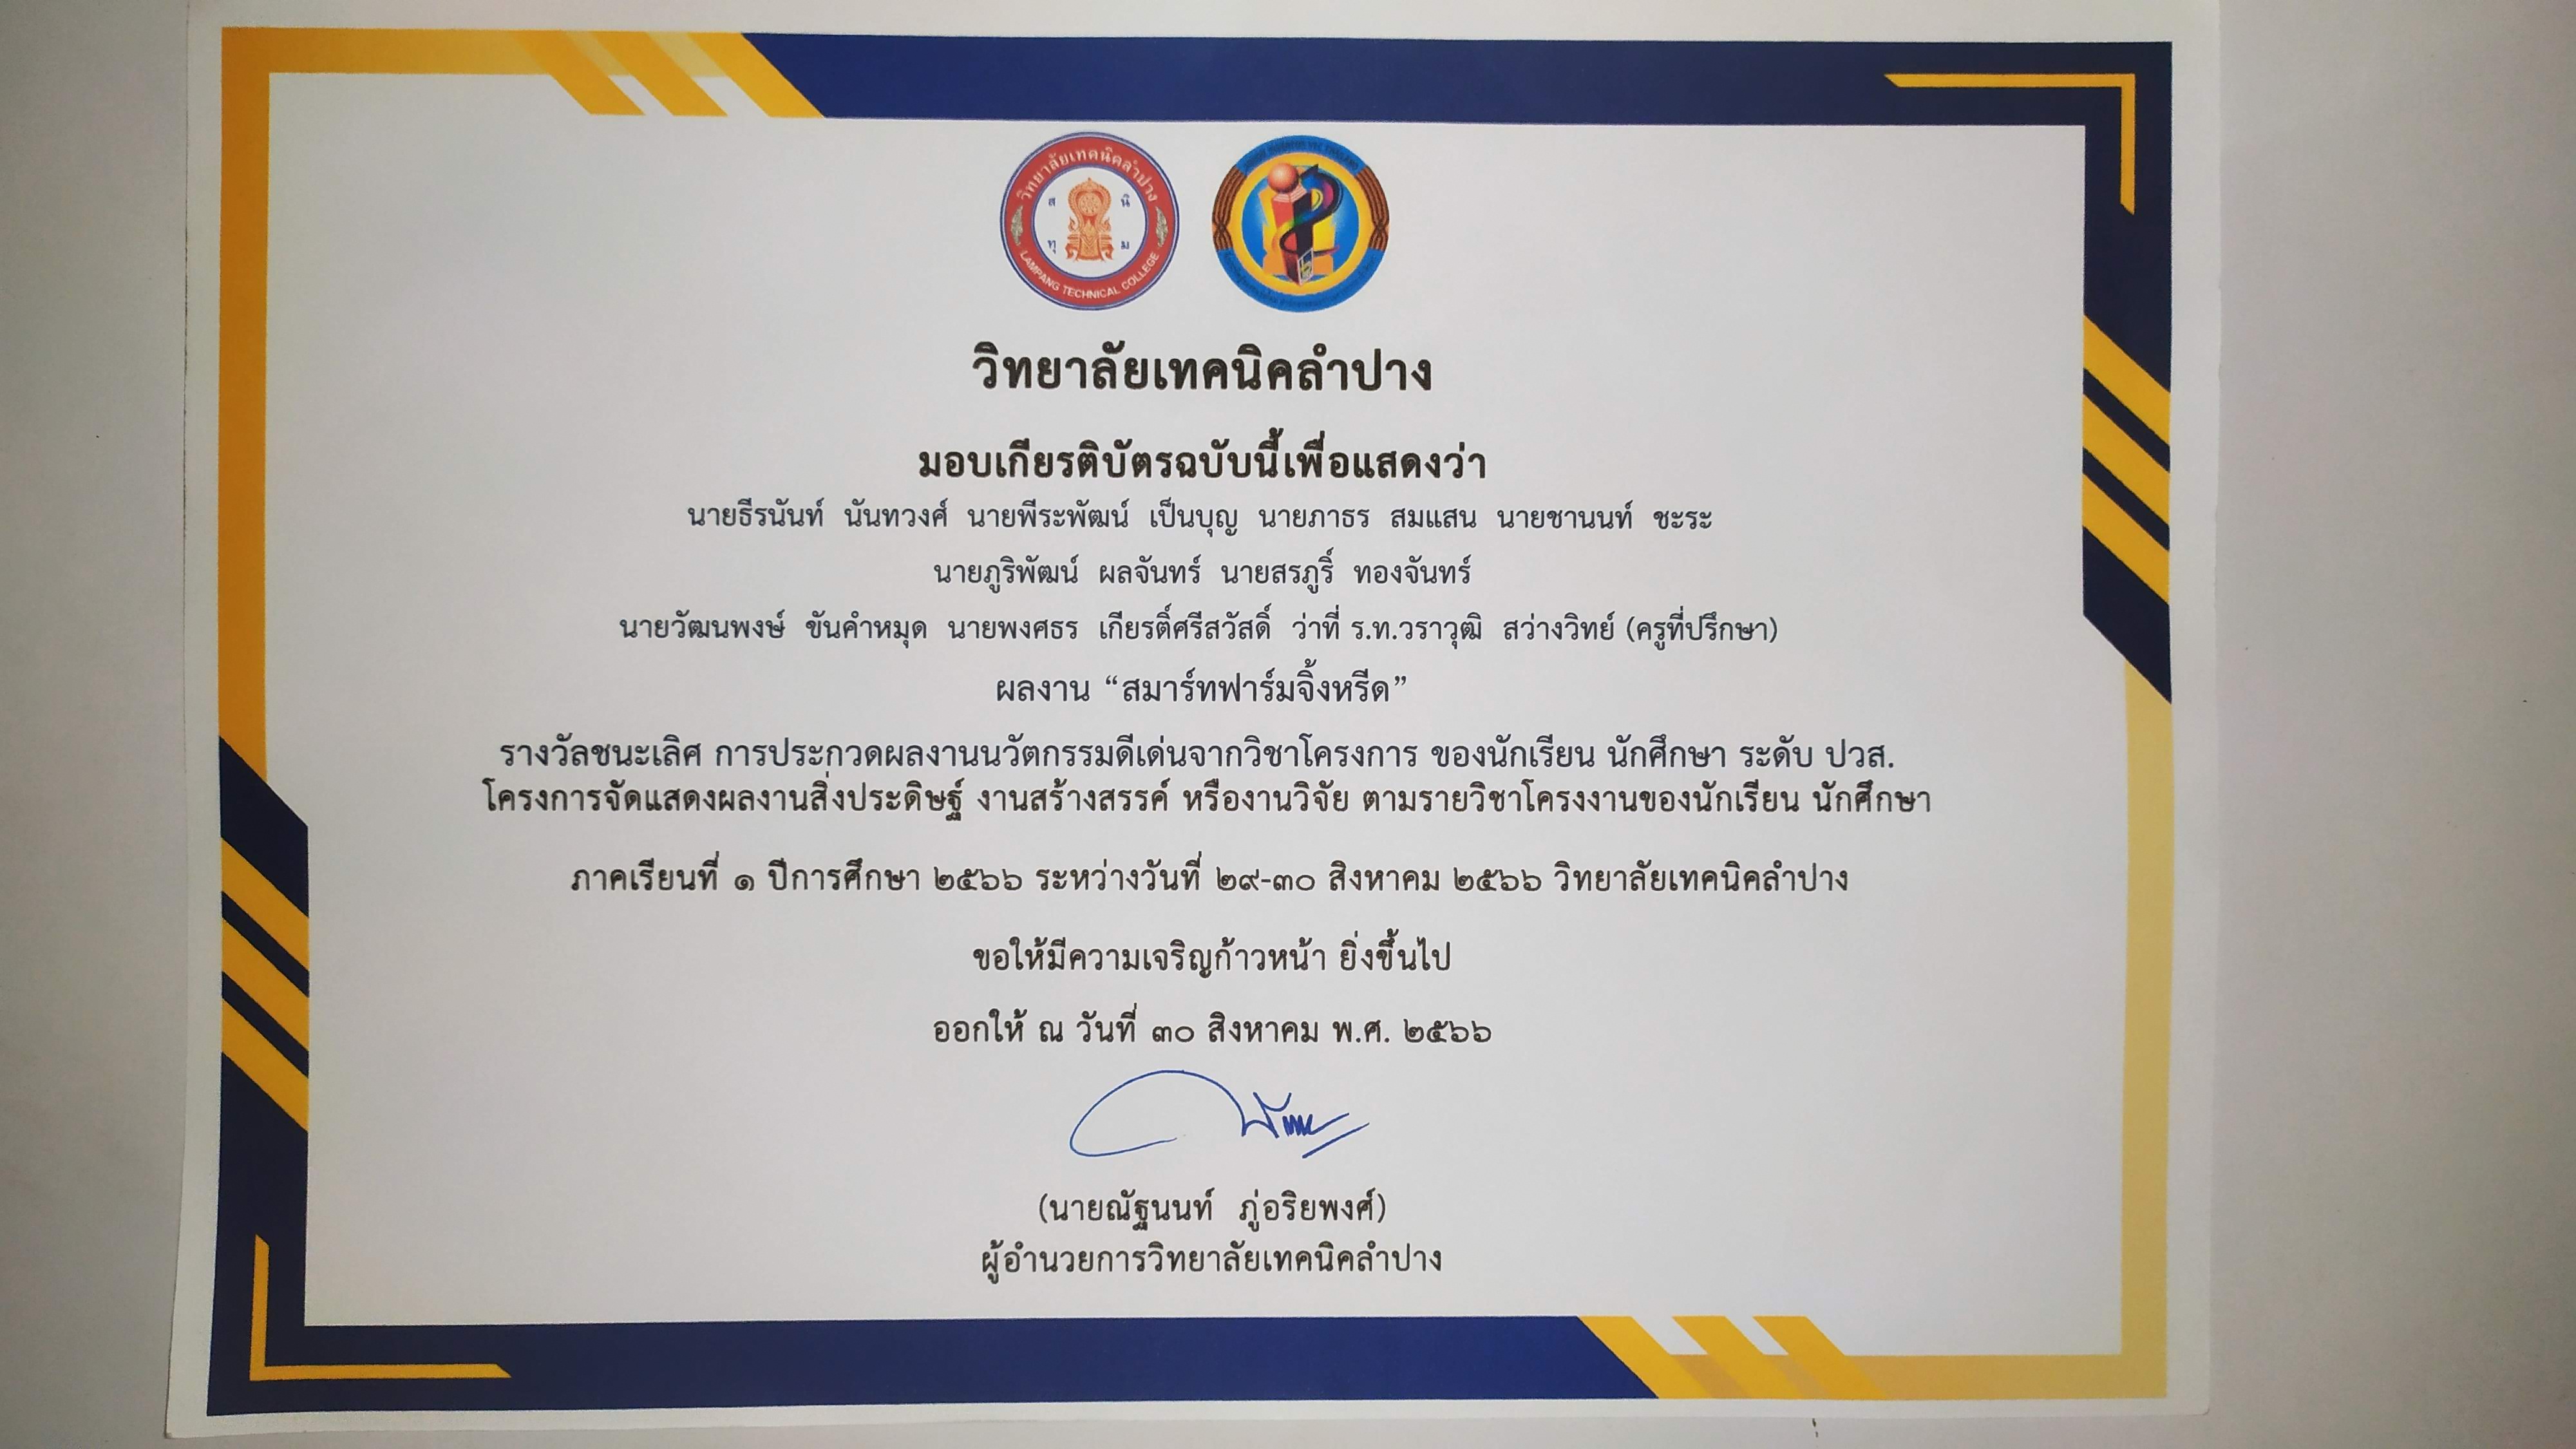 วิทยาลัยเทคนิคลำปาง
ส นิ
ทุ ม
LAMPANG TECHNICAL COLLEGE
วิทยาลัยเทคนิคลำปาง
มอบเกียรติบัตรฉบับนี้เพื่อแสดงว่า
นายธีรนันท์ นันทวงศ์ นายพีระพัฒน์ เป็นบุญ นายภาธร สมแสน นายชานนท์ ชะระ
นายภูริพัฒน์ ผลจันทร์ นายสรภูริ์ ทองจันทร์
นายวัฒนพงษ์ ขันคำหมุด นายพงศธร เกียรติ์ศรีสวัสดิ์ ว่าที่ ร.ท.วราวุฒิ สว่างวิทย์ (ครูที่ปรึกษา)
ผลงาน “สมาร์ทฟาร์มจิ้งหรีด”
รางวัลชนะเลิศ การประกวดผลงานนวัตกรรมดีเด่นจากวิชาโครงการ ของนักเรียน นักศึกษา ระดับ ปวส.
โครงการจัดแสดงผลงานสิ่งประดิษฐ์ งานสร้างสรรค์ หรืองานวิจัย ตามรายวิชาโครงงานของนักเรียน นักศึกษา
ภาคเรียนที่ ๑ ปีการศึกษา ๒๕๖๖ ระหว่างวันที่ ๒๙-๓๐ สิงหาคม ๒๕๖๖ วิทยาลัยเทคนิคลำปาง
ขอให้มีความเจริญก้าวหน้า ยิ่งขึ้นไป
ออกให้ ณ วันที่ ๓๐ สิงหาคม พ.ศ. ๒๕๖๖
(นายณัฐนนท์ ภู่อริยพงศ์)
ผู้อำนวยการวิทยาลัยเทคนิคลำปาง